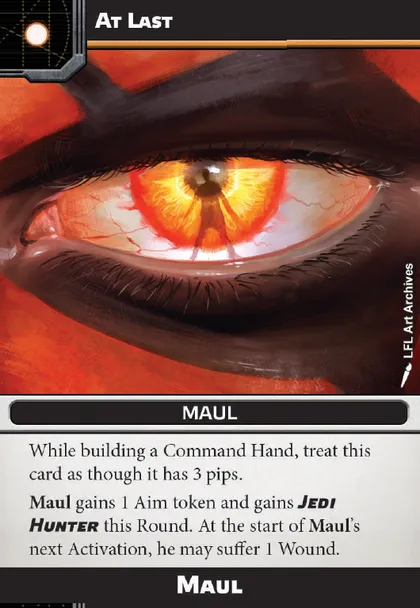 At Last
LFL Art Archives
MAUL
While building a Command Hand, treat this
card as though it has 3 pips.
Maul gains 1 Aim token and gains Jedi
Hunter this Round. At the start of Maul's
next Activation, he may suffer 1 Wound.
Maul